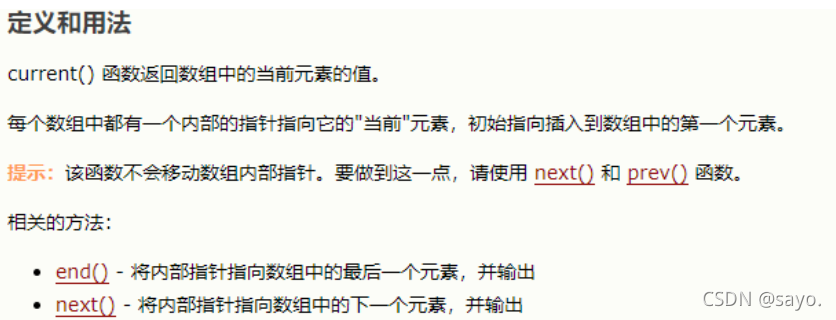 定义和用法
current() 函数返回数组中的当前元素的值。
每个数组中都有一个内部的指针指向它的"当前"元素，初始指向插入到数组中的第一个元素。
提示：该函数不会移动数组内部指针。要做到这一点，请使用 next() 和 prev() 函数。
相关的方法：
• end() - 将内部指针指向数组中的最后一个元素，并输出
• next() - 将内部指针指向数组中的下一个元素，并输出
CSDN @sayo.